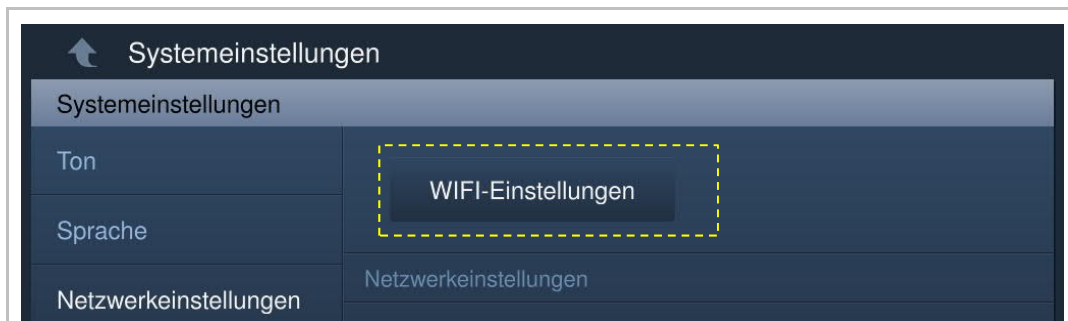 Systemeinstellungen
Systemeinstellungen
Ton
WIFI-Einstellungen
Sprache
Netzwerkeinstellungen
Netzwerkeinstellungen